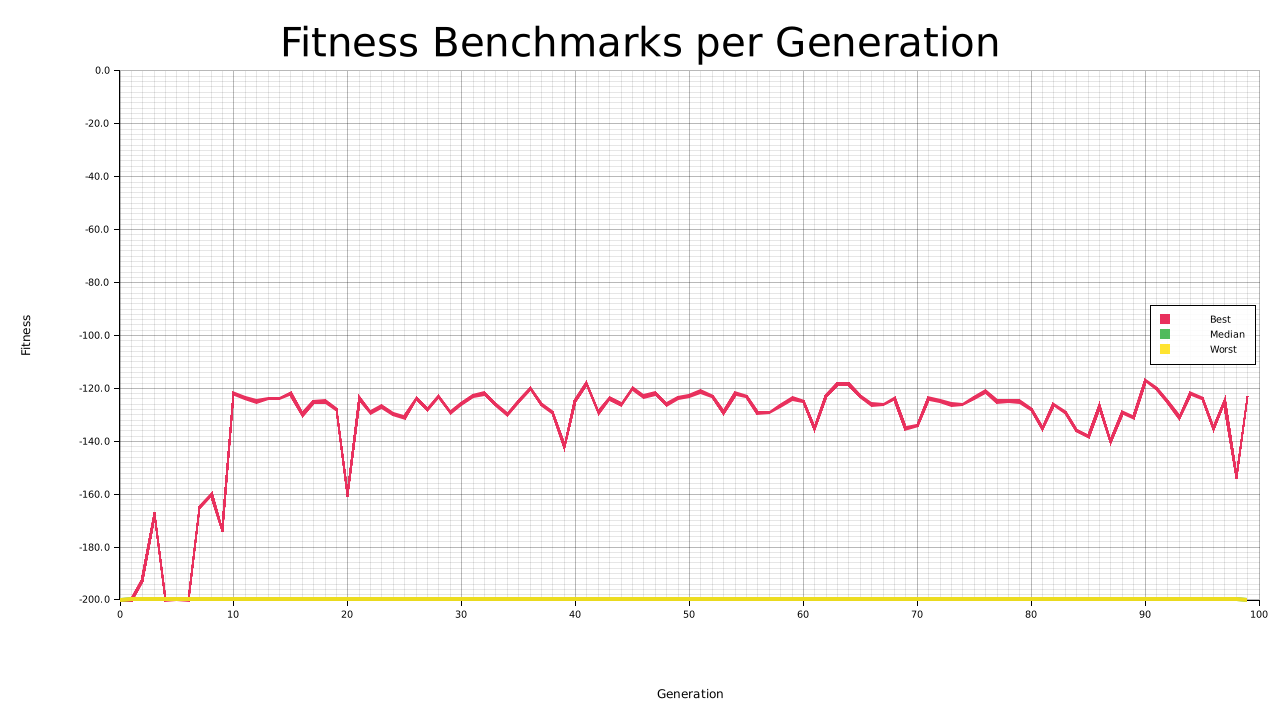 Fitness Benchmarks per Generation
0.0
-20.0
-40.0
-60.0
-80.0
-100.0
-120.0
-140.0
-160.0
-180.0
-200.0
Fitness
Best
Median
Worst
0 10 20 30 40 50 60 70 80 90 100
Generation